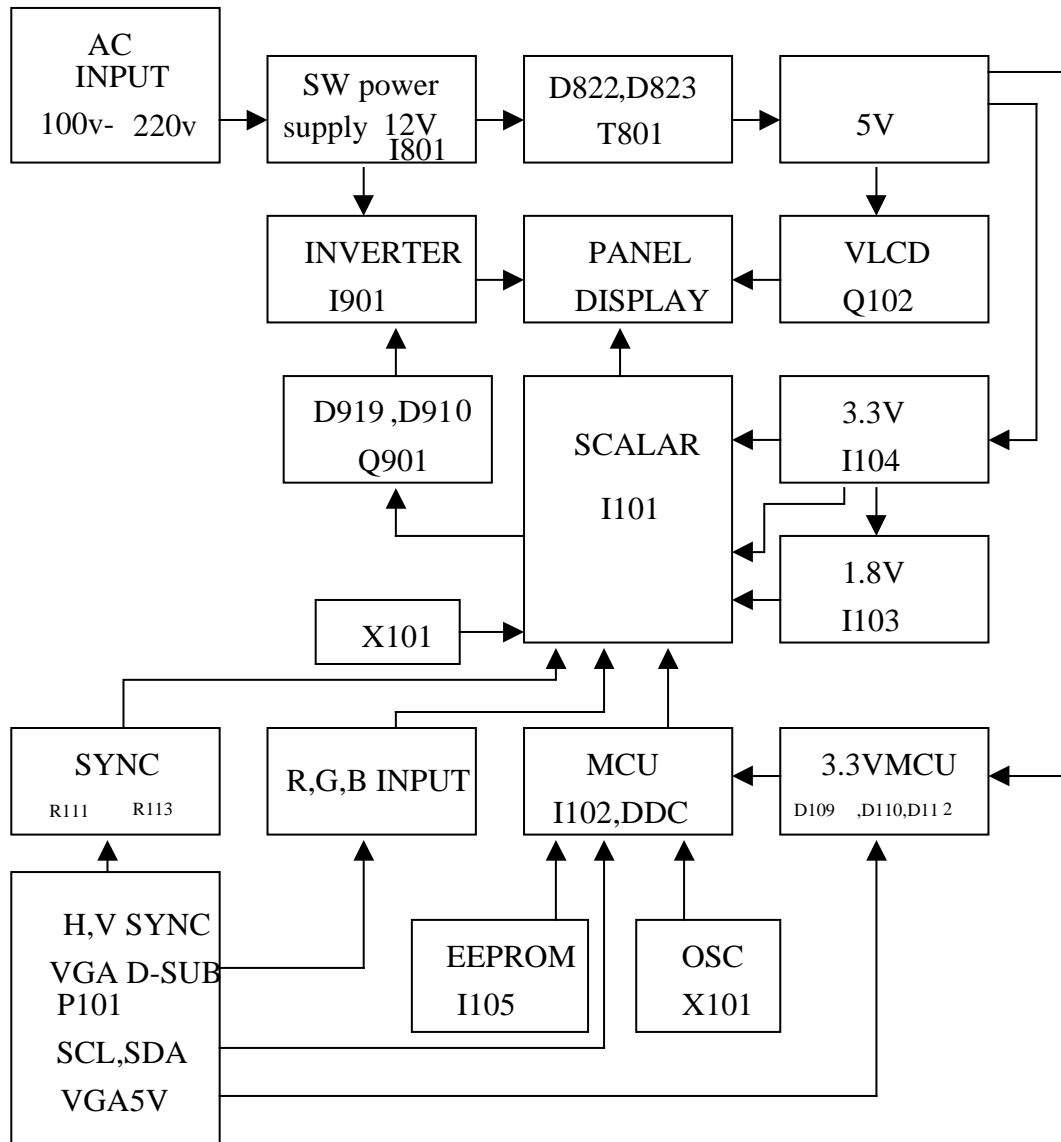 AC
INPUT
100v- 220v
SW power
supply 12V
I801
D822,D823
T801
5V
INVERTER
I901
PANEL
DISPLAY
VLCD
Q102
D919 ,D910
Q901
SCALAR
I101
3.3V
I104
1.8V
I103
X101
SYNC
R111 R113
R,G,B INPUT
MCU
I102,DDC
3.3VMCU
D109 ,D110,D11 2
H,V SYNC
VGA D-SUB
P101
SCL,SDA
VGA5V
EEPROM
I105
OSC
X101